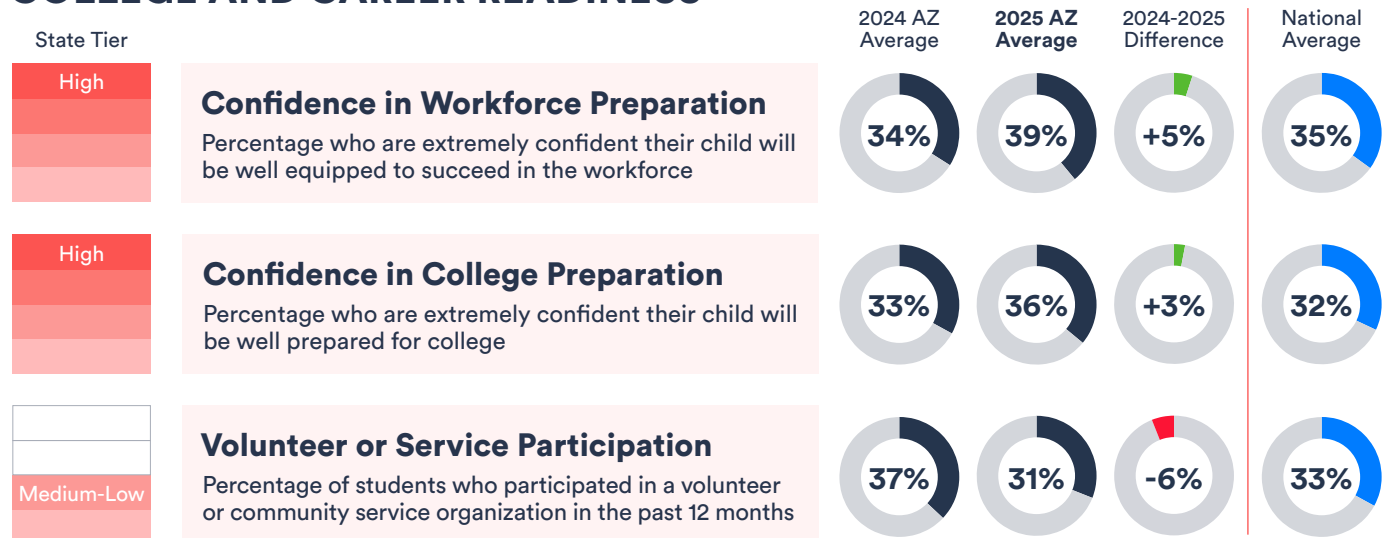 State Tier
2024 AZ
Average
2025 AZ
Average
2024-2025
Difference
National
Average
High
Confidence in Workforce Preparation
Percentage who are extremely confident their child will
be well equipped to succeed in the workforce
34%
39%
+5%
35%
High
Confidence in College Preparation
Percentage who are extremely confident their child will
be well prepared for college
33%
36%
+3%
32%
Medium-Low
Volunteer or Service Participation
Percentage of students who participated in a volunteer
or community service organization in the past 12 months
37%
31%
-6%
33%